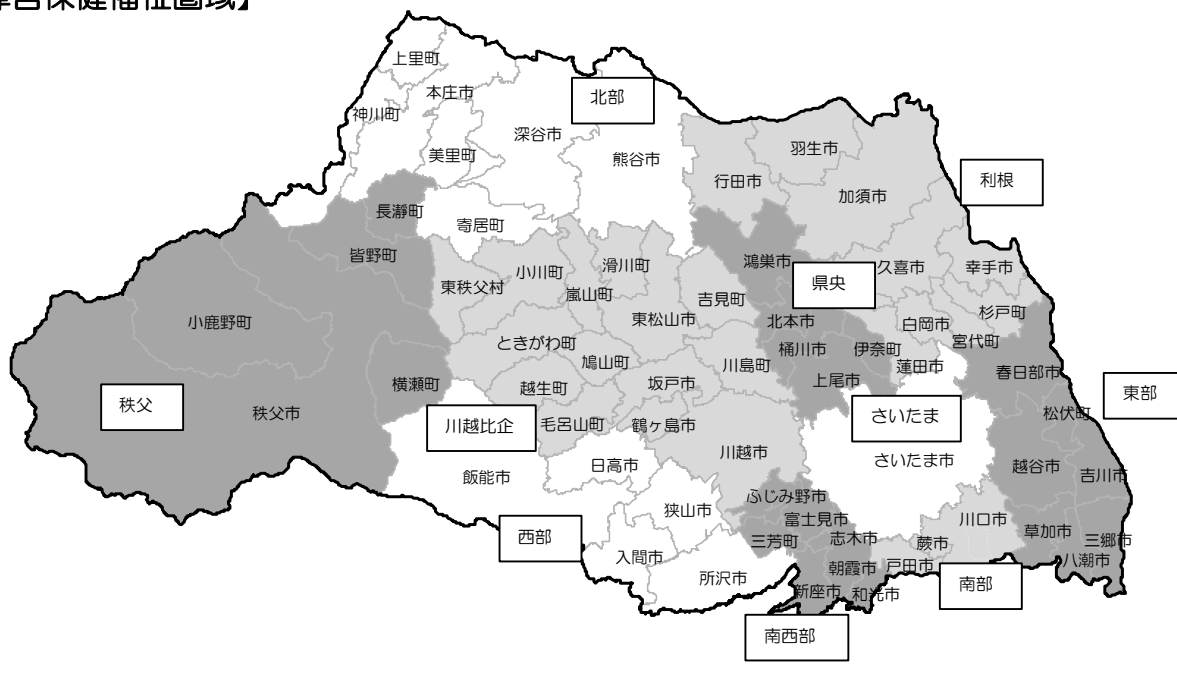 保健福祉圏域】
上里町
本庄市
神川町
美里町
深谷市
北部
熊谷市
寄居町
羽生市
行田市
加須市
利根
長瀞町
皆野町
小鹿野町
秩父
秩父市
横瀬町
東秩父村
小川町
嵐山町
滑川町
吉見町
東松山市
ときがわ町
鳩山町
川島町
越生町
坂戸市
毛呂山町
鶴ヶ島市
川越市
川越比企
鴻巣市
県央
久喜市
幸手市
北本市
桶川市
伊奈町
上尾市
白岡市
杉戸町
宮代町
蓮田市
春日部市
東部
松伏町
さいたま
さいたま市
越谷市
吉川市
飯能市
日高市
狭山市
西部
入間市
所沢市
ふじみ野市
富士見市
三芳町
志木市
朝霞市
新座市
和光市
南西部
川口市
蕨市
戸田市
南部
草加市
三郷市
八潮市